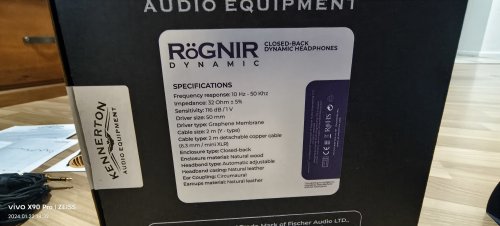 AUDIO EQUIPMENT
RöGNIR
DYNAMIC
CLOSED-BACK
DYNAMIC HEADPHONES
SPECIFICATIONS
Frequency response: 10 Hz - 50 Khz
Impedance: 32 Ohm ± 5%
Sensitivity: 116 dB / 1 V
Driver size: 50 mm
Driver type: Graphene Membrane
Cable size: 2 m (Y - type)
Cable type: 2 m detachable copper cable
(6.3 mm / mini XLR)
Enclosure type: Closed-back
Enclosure material: Natural wood
Headband type: Automatic adjustable
Headband casing: Natural leather
Ear Coupling: Circumaural
Earcups material: Natural leather
RoHS
CE
KENNERTON
AUDIO EQUIPMENT
Trade Mark of Fischer Audio LTD.,
vivo X90 Pro | ZEISS